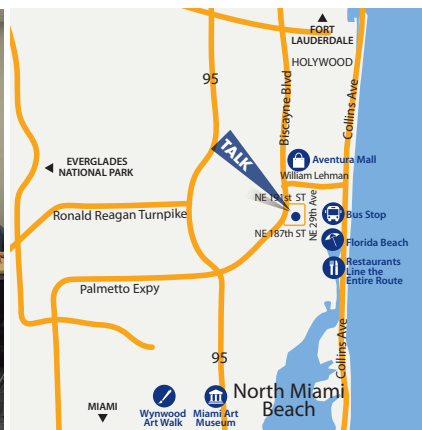 FORT
LAUDERDALE
HOLYWOOD
95
Biscayne Blvd
Collins Ave
TALK
Aventura Mall
William Lehman
EVERGLADES
NATIONAL PARK
NE 191st ST
NE 29th Ave
Bus Stop
Ronald Reagan Turnpike
NE 187th ST
Florida Beach
Restaurants
Line the
Entire Route
Palmetto Expy
Collins Ave
95
North Miami
Beach
MIAMI
Wynwood
Art Walk
Miami Art
Museum